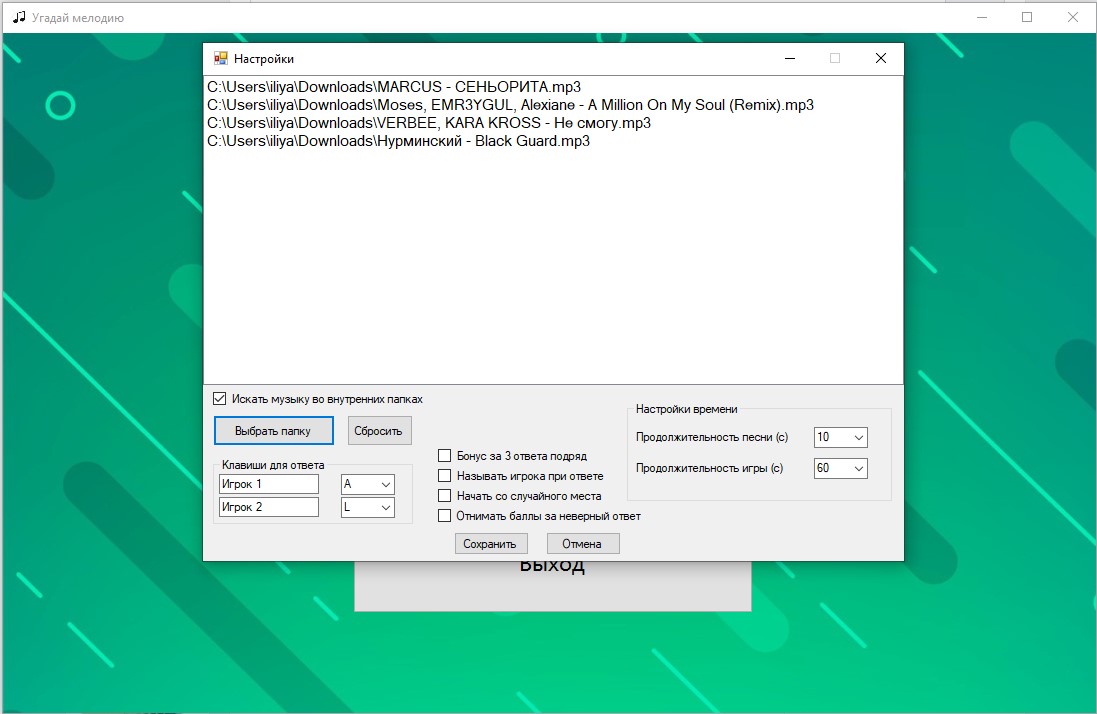 Угадай мелодию
Настройки
C:\Users\iliya\Downloads\MARCUS - СЕНЬОРИТА.mp3
C:\Users\iliya\Downloads\Moses, EMR3YGUL, Alexiane - A Million On My Soul (Remix).mp3
C:\Users\iliya\Downloads\VERBEE, KARA KROSS - Не смогу.mp3
C:\Users\iliya\Downloads\Нурминский - Black Guard.mp3
Искать музыку во внутренних папках
Выбрать папку
Сбросить
Клавиши для ответа
Игрок 1
A
Игрок 2
L
Бонус за 3 ответа подряд
Называть игрока при ответе
Начать со случайного места
Отнимать баллы за неверный ответ
Настройки времени
Продолжительность песни (с)
10
Продолжительность игры (с)
60
Сохранить
Отмена
Выход